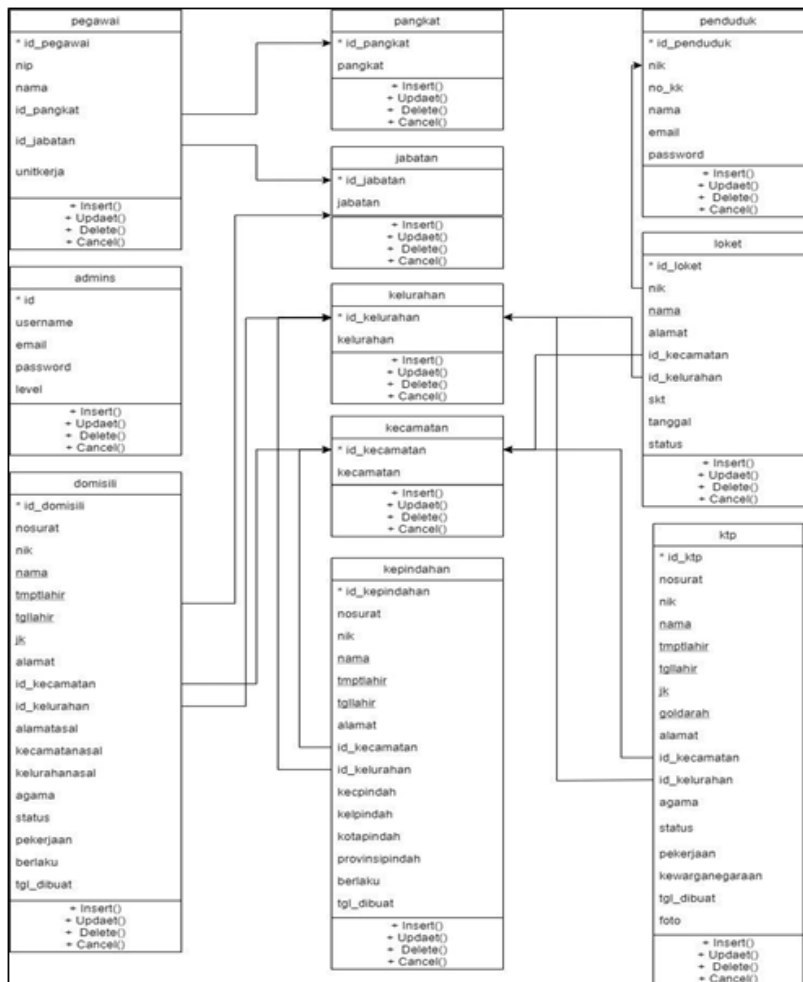 pegawai
* id_pegawai
nip
nama
id_pangkat
id_jabatan
unitkerja
+ Insert()
+ Updaet()
+ Delete()
+ Cancel()
admins
* id
username
email
password
level
+ Insert()
+ Updaet()
+ Delete()
+ Cancel()
domisili
* id_domisili
nosurat
nik
nama
tmptlahir
tgllahir
jk
alamat
id_kecamatan
id_kelurahan
alamatasal
kecamatanasal
kelurahanasal
agama
status
pekerjaan
berlaku
tgl_dibuat
+ Insert()
+ Updaet()
+ Delete()
+ Cancel()
pangkat
* id_pangkat
pangkat
+ Insert()
+ Updaet()
+ Delete()
+ Cancel()
jabatan
* id_jabatan
jabatan
+ Insert()
+ Updaet()
+ Delete()
+ Cancel()
kelurahan
* id_kelurahan
kelurahan
+ Insert()
+ Updaet()
+ Delete()
+ Cancel()
kecamatan
* id_kecamatan
kecamatan
+ Insert()
+ Updaet()
+ Delete()
+ Cancel()
kepindahan
* id_kepindahan
nosurat
nik
nama
tmptlahir
tgllahir
alamat
id_kecamatan
id_kelurahan
kecpindah
kelpindah
kotapindah
provinsipindah
berlaku
tgl_dibuat
+ Insert()
+ Updaet()
+ Delete()
+ Cancel()
penduduk
* id_penduduk
nik
no_kk
nama
email
password
+ Insert()
+ Updaet()
+ Delete()
+ Cancel()
loket
* id_loket
nik
nama
alamat
id_kecamatan
id_kelurahan
skt
tanggal
status
+ Insert()
+ Updaet()
+ Delete()
+ Cancel()
ktp
* id_ktp
nosurat
nik
nama
tmptlahir
tgllahir
jk
goldarah
alamat
id_kecamatan
id_kelurahan
agama
status
pekerjaan
kewarganegaraan
tgl_dibuat
foto
+ Insert()
+ Updaet()
+ Delete()
+ Cancel()